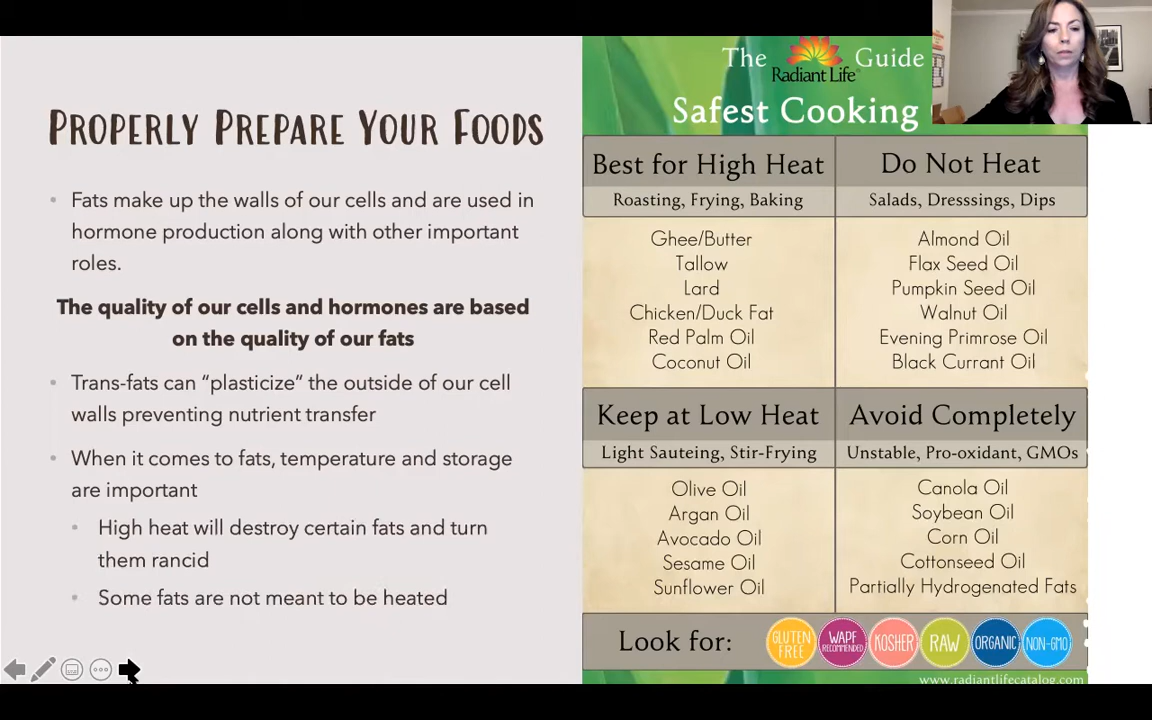 PROPERLY PREPARE YOUR FOODS
Fats make up the walls of our cells and are used in
hormone production along with other important
roles.
The quality of our cells and hormones are based
on the quality of our fats
Trans-fats can “plasticize” the outside of our cell
walls preventing nutrient transfer
When it comes to fats, temperature and storage
are important
High heat will destroy certain fats and turn
them rancid
Some fats are not meant to be heated
The Radiant Life Guide
Safest Cooking
Best for High Heat
Roasting, Frying, Baking
Ghee/Butter
Tallow
Lard
Chicken/Duck Fat
Red Palm Oil
Coconut Oil
Do Not Heat
Salads, Dresssings, Dips
Almond Oil
Flax Seed Oil
Pumpkin Seed Oil
Walnut Oil
Evening Primrose Oil
Black Currant Oil
Keep at Low Heat
Light Sauteing, Stir-Frying
Olive Oil
Argan Oil
Avocado Oil
Sesame Oil
Sunflower Oil
Avoid Completely
Unstable, Pro-oxidant, GMOs
Canola Oil
Soybean Oil
Corn Oil
Cottonseed Oil
Partially Hydrogenated Fats
Look for:
GLUTEN
FREE
WAPF
RECOMMENDED
KOSHER
RAW
ORGANIC
NON-GMO
www.radiantlifecatalog.com